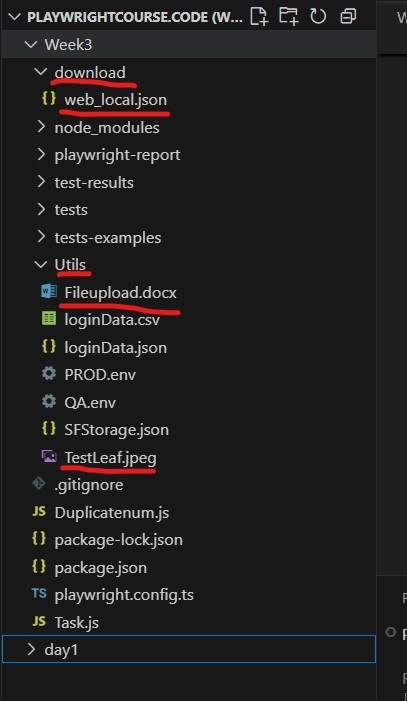 PLAYWRIGHTCOURSE.CODE (W...
Week3
download
{} web_local.json
node_modules
playwright-report
test-results
tests
tests-examples
Utils
Fileupload.docx
loginData.csv
{} loginData.json
PROD.env
QA.env
{} SFStorage.json
TestLeaf.jpeg
.gitignore
JS Duplicatenum.js
{} package-lock.json
{} package.json
TS playwright.config.ts
JS Task.js
day1